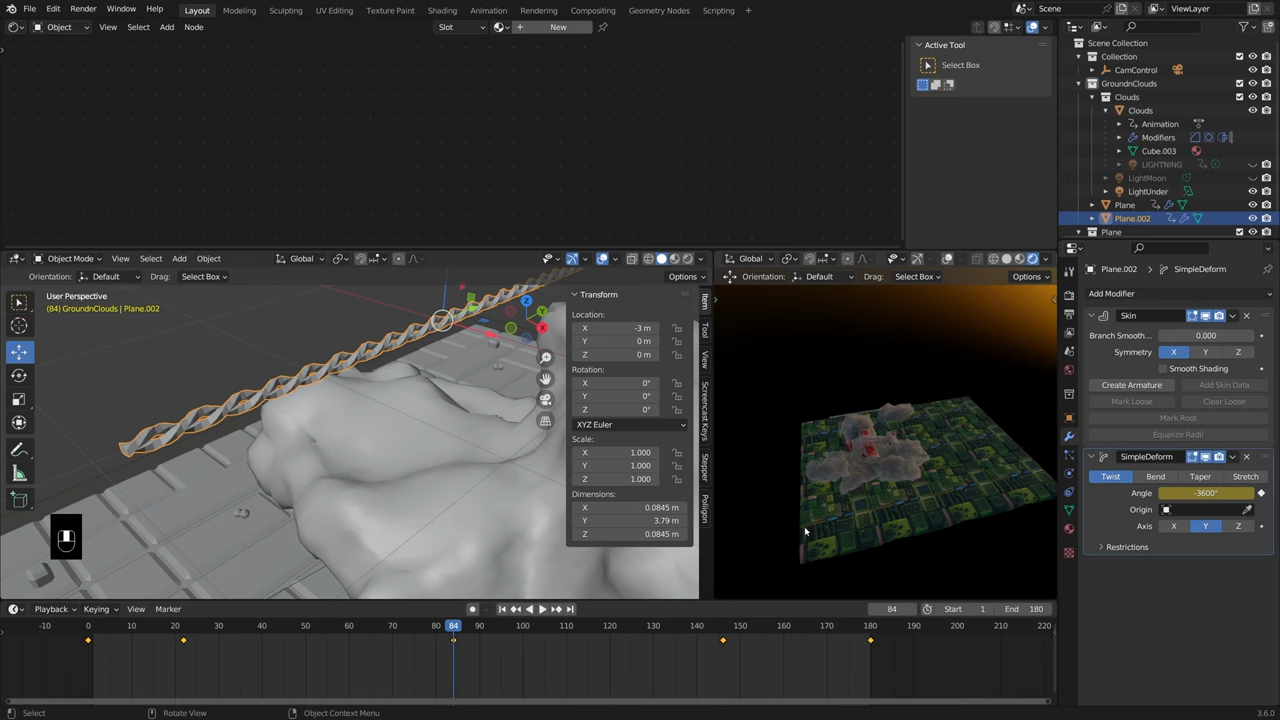 File Edit Render Window Help Layout Modeling Sculpting UV Editing Texture Paint Shading Animation Rendering Compositing Geometry Nodes Scripting + Scene ViewLayer
Object View Select Add Node Slot New
Active Tool
Select Box
Scene Collection
Collection
CamControl
GroundnClouds
Clouds
Clouds
Animation
Modifiers
Cube.003
LIGHTNING
LightMoon
LightUnder
Plane
Plane.002
Plane
Object Mode View Select Add Object Global
Orientation: Default Drag: Select Box Options
User Perspective
(84) GroundnClouds | Plane.002
Transform
Location:
X -3 m
Y 0 m
Z 0 m
Rotation:
X 0°
Y 0°
Z 0°
XYZ Euler
Scale:
X 1.000
Y 1.000
Z 1.000
Dimensions:
X 0.0845 m
Y 3.79 m
Z 0.0845 m
Item
Tool
View
Screencast Keys
Stepper
Poliigon
Z
Y
X
Global
Orientation: Default Drag: Select Box Options
Plane.002 SimpleDeform
Add Modifier
Skin
Branch Smooth... 0.000
Symmetry X Y Z
Smooth Shading
Create Armature Add Skin Data
Mark Loose Clear Loose
Mark Root
Equalize Radii
SimpleDeform
Twist Bend Taper Stretch
Angle -3600°
Origin
Axis X Y Z
Restrictions
Playback Keying View Marker 84 Start 1 End 180
-10 0 10 20 30 40 50 60 70 80 84 90 100 110 120 130 140 150 160 170 180 190 200 210 220
Select Rotate View Object Context Menu 3.6.0